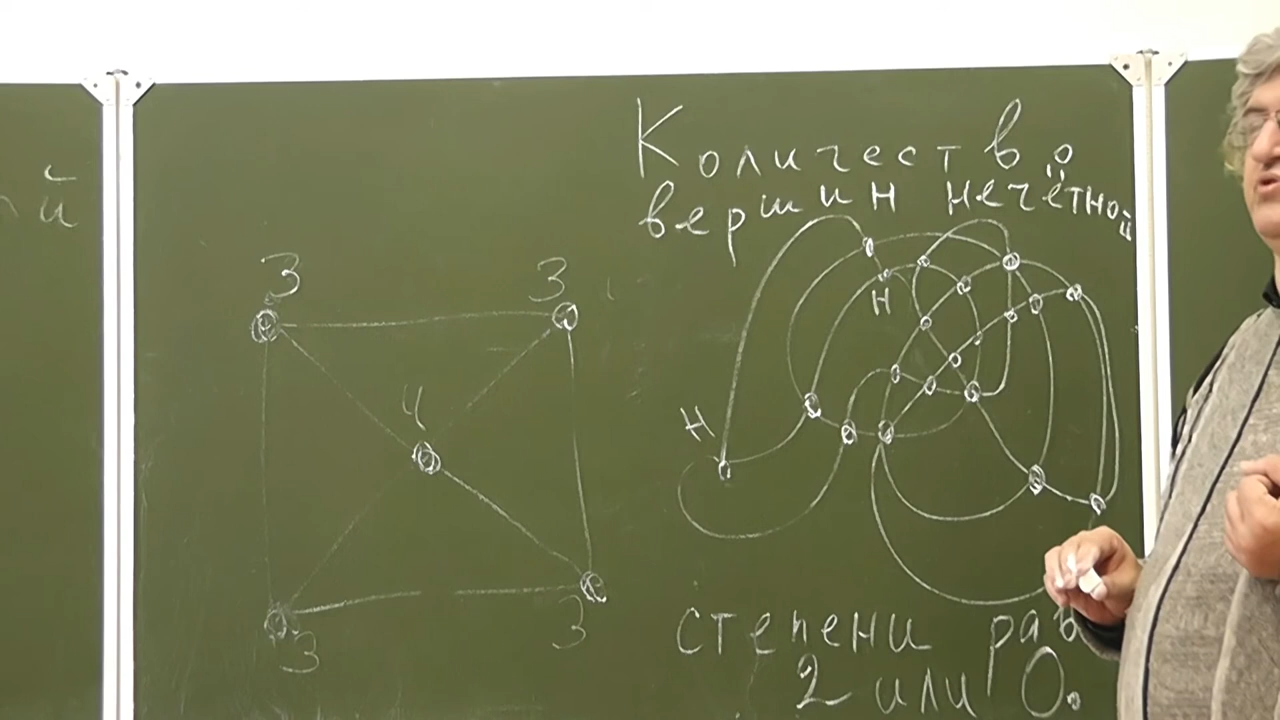 й
Количество
вершин нечётной
3 3
Н
4
Н
3 3
степени рав
2 или 0.